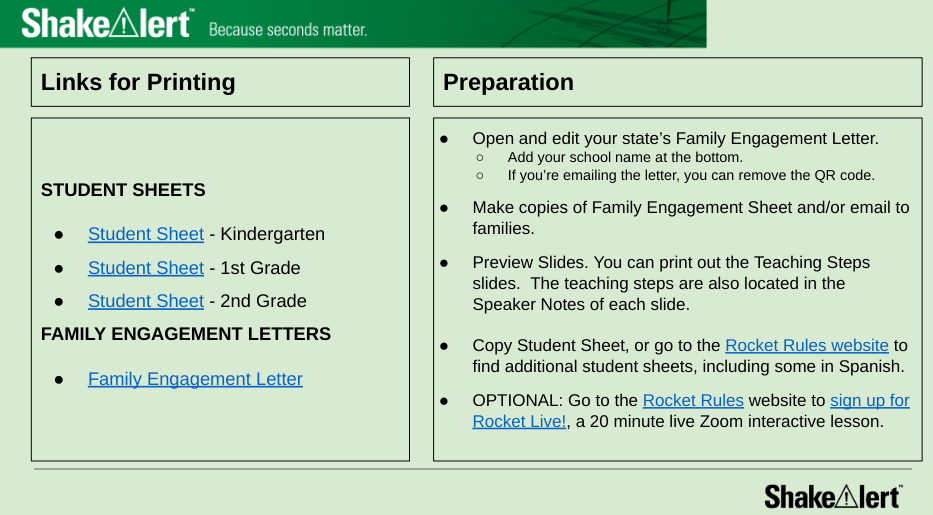 ShakeAlert™ Because seconds matter.
Links for Printing
STUDENT SHEETS
● Student Sheet - Kindergarten
● Student Sheet - 1st Grade
● Student Sheet - 2nd Grade
FAMILY ENGAGEMENT LETTERS
● Family Engagement Letter
Preparation
● Open and edit your state’s Family Engagement Letter.
○ Add your school name at the bottom.
○ If you’re emailing the letter, you can remove the QR code.
● Make copies of Family Engagement Sheet and/or email to
families.
● Preview Slides. You can print out the Teaching Steps
slides.  The teaching steps are also located in the
Speaker Notes of each slide.
● Copy Student Sheet, or go to the Rocket Rules website to
find additional student sheets, including some in Spanish.
● OPTIONAL: Go to the Rocket Rules website to sign up for
Rocket Live!, a 20 minute live Zoom interactive lesson.
ShakeAlert™